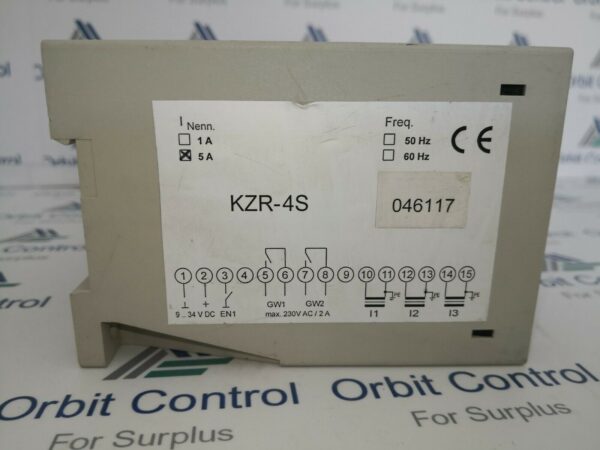 Orbit Control
For Surplus
I Nenn.
1 A
5 A
Freq.
50 Hz
60 Hz
CE
KZR-4S
046117
1 2 3 4 5 6 7 8 9 10 11 12 13 14 15
⊥ + EN1 GW1 GW2 I1 I2 I3
9 .. 34 V DC max. 230V AC / 2 A
Orbit Control
For Surplus